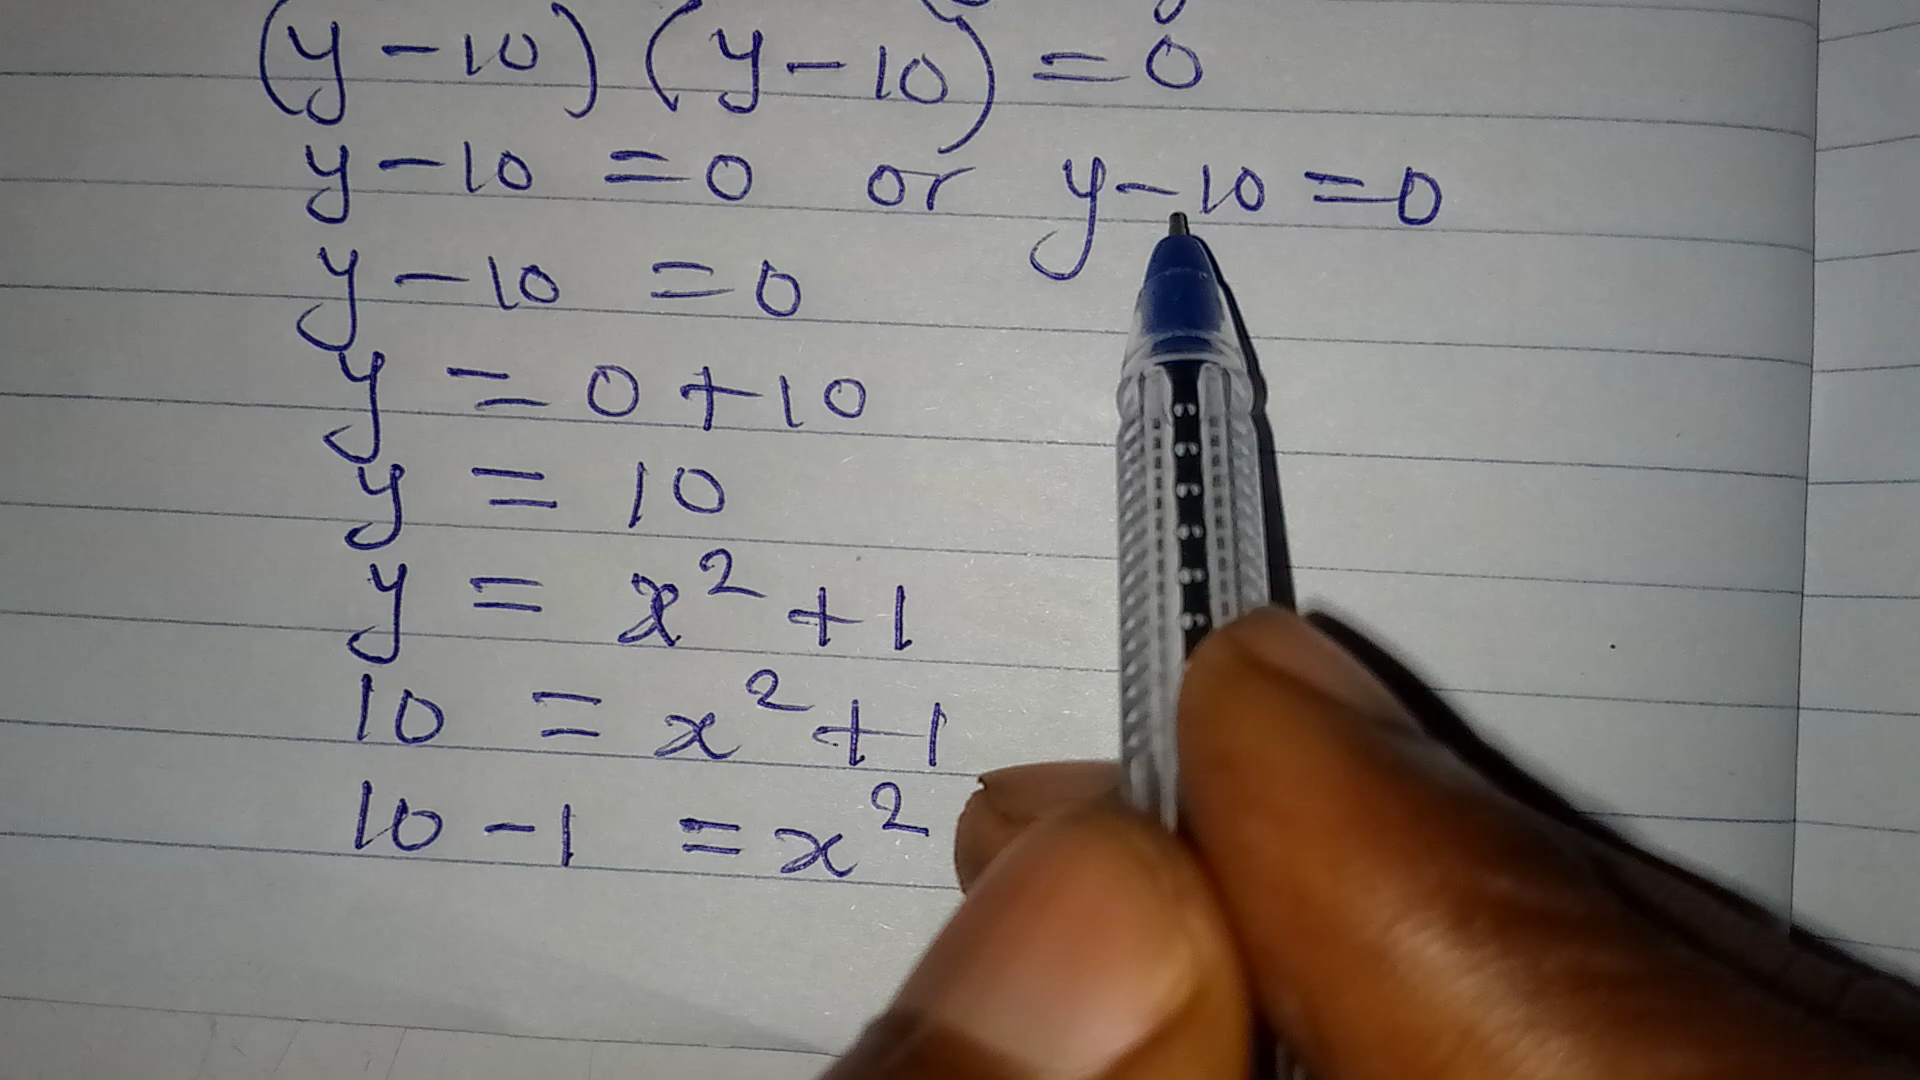 (y-10)(y-10)=0
y-10=0 or y-10=0
y-10=0
y=0+10
y=10
y=x²+1
10=x²+1
10-1=x²